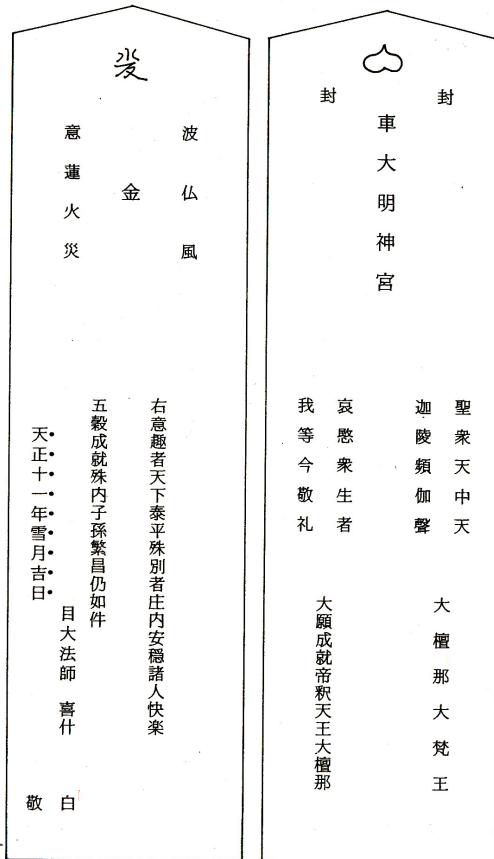 封
封
車大明神宮
聖衆天中天
迦陵頻伽聲
哀愍衆生者
我等今敬礼
大檀那大梵王
大願成就帝釈天王大檀那
波仏風
金
意蓮火災
右意趣者天下泰平殊別者庄内安穏諸人快楽
五穀成就殊内子孫繁昌仍如件
天正十一年雪月吉日
目大法師 喜什
敬白